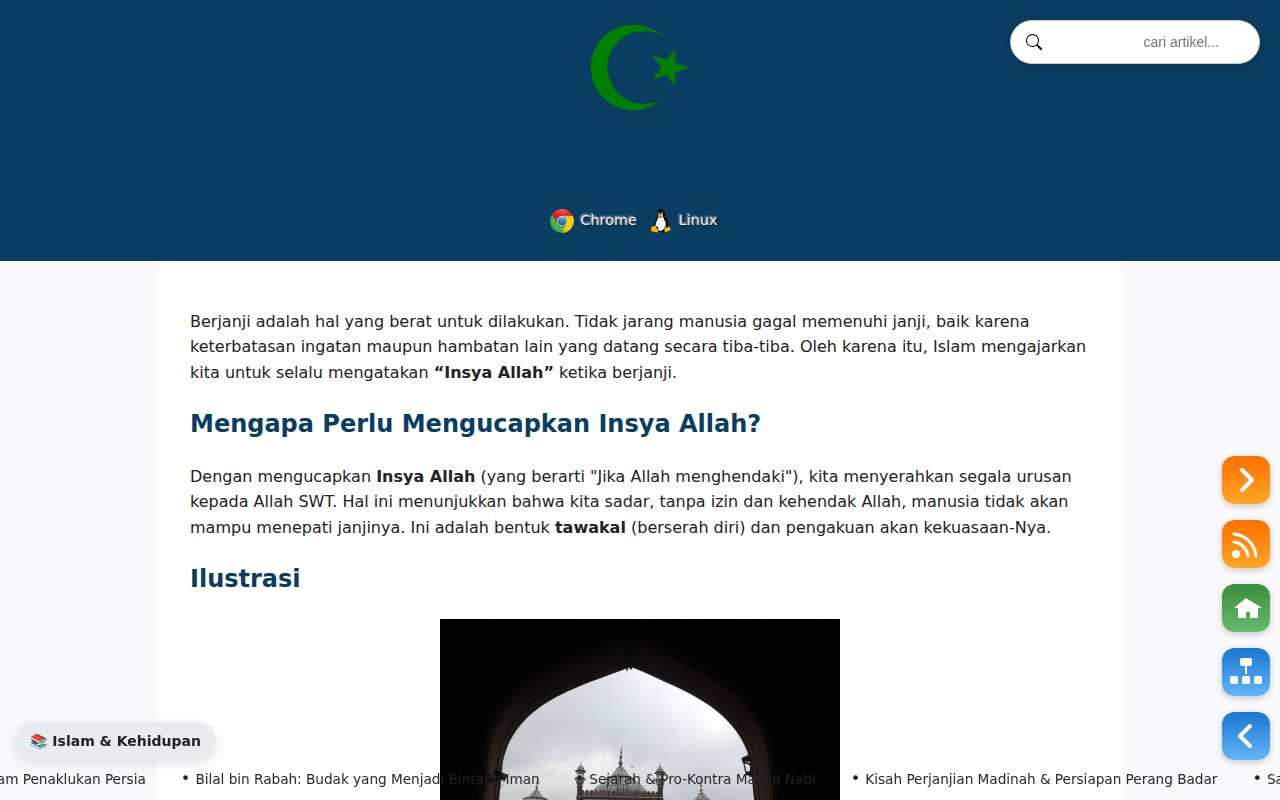 cari artikel...
Chrome Linux
Berjanji adalah hal yang berat untuk dilakukan. Tidak jarang manusia gagal memenuhi janji, baik karena
keterbatasan ingatan maupun hambatan lain yang datang secara tiba-tiba. Oleh karena itu, Islam mengajarkan
kita untuk selalu mengatakan “Insya Allah” ketika berjanji.
Mengapa Perlu Mengucapkan Insya Allah?
Dengan mengucapkan Insya Allah (yang berarti "Jika Allah menghendaki"), kita menyerahkan segala urusan
kepada Allah SWT. Hal ini menunjukkan bahwa kita sadar, tanpa izin dan kehendak Allah, manusia tidak akan
mampu menepati janjinya. Ini adalah bentuk tawakal (berserah diri) dan pengakuan akan kekuasaan-Nya.
Ilustrasi
📚 Islam & Kehidupan
am Penaklukan Persia • Bilal bin Rabah: Budak yang Menjadi Bintang Iman • Sejarah & Pro-Kontra Maulid Nabi • Kisah Perjanjian Madinah & Persiapan Perang Badar • Sa